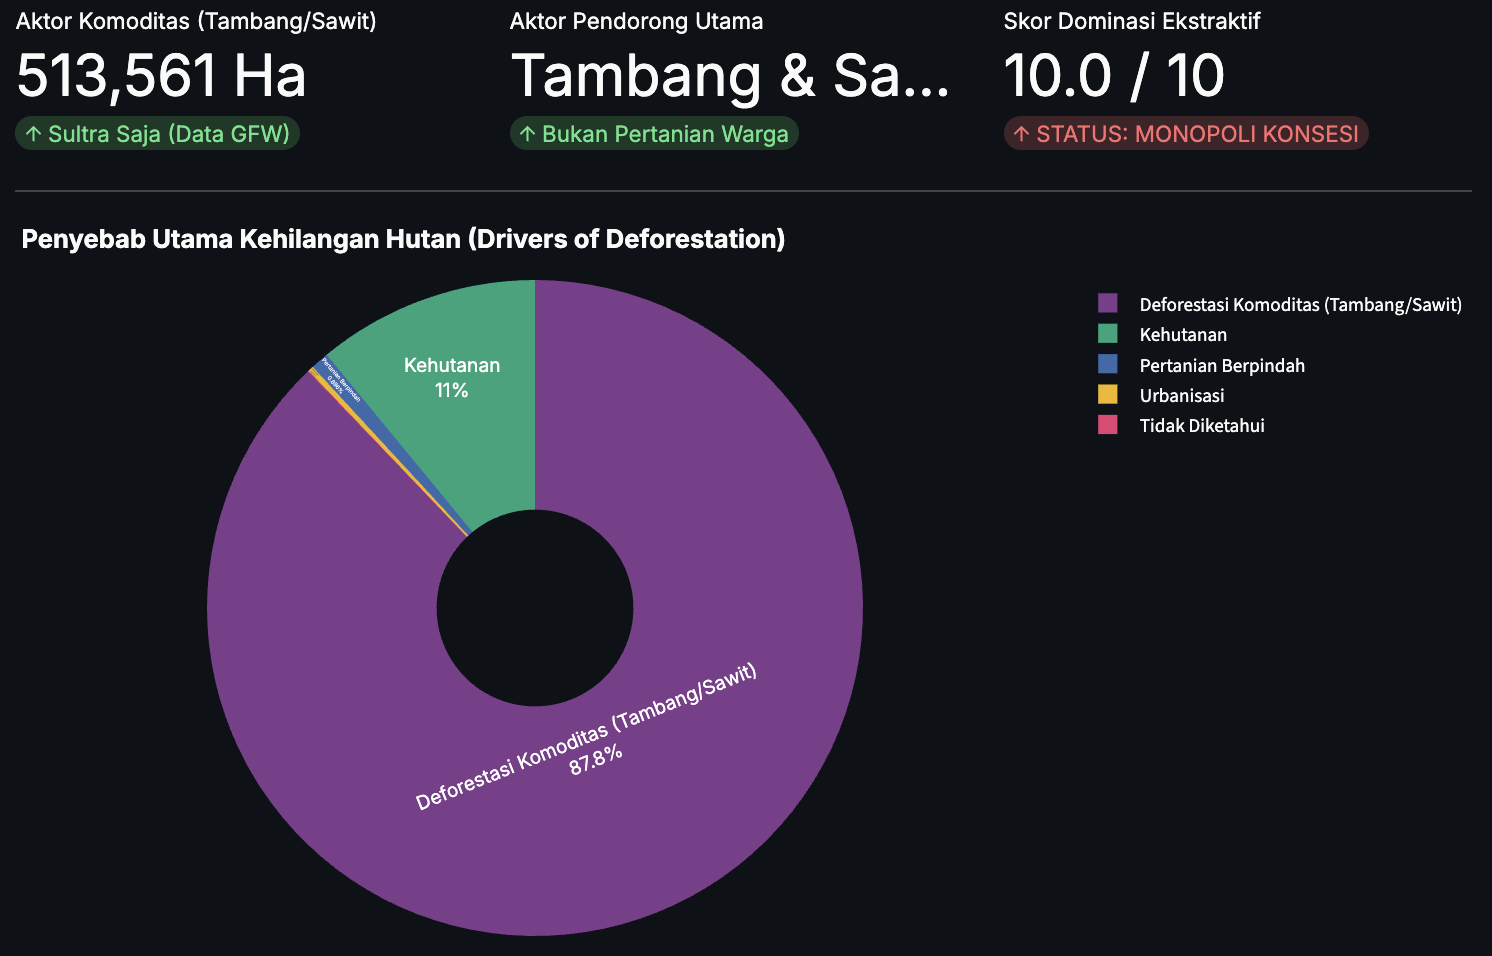 Aktor Komoditas (Tambang/Sawit)
513,561 Ha
↑ Sultra Saja (Data GFW)
Aktor Pendorong Utama
Tambang & Sa...
↑ Bukan Pertanian Warga
Skor Dominasi Ekstraktif
10.0 / 10
↑ STATUS: MONOPOLI KONSESI
Penyebab Utama Kehilangan Hutan (Drivers of Deforestation)
Kehutanan
11%
Pertanian Berpindah
Deforestasi Komoditas (Tambang/Sawit)
87.8%
Deforestasi Komoditas (Tambang/Sawit)
Kehutanan
Pertanian Berpindah
Urbanisasi
Tidak Diketahui